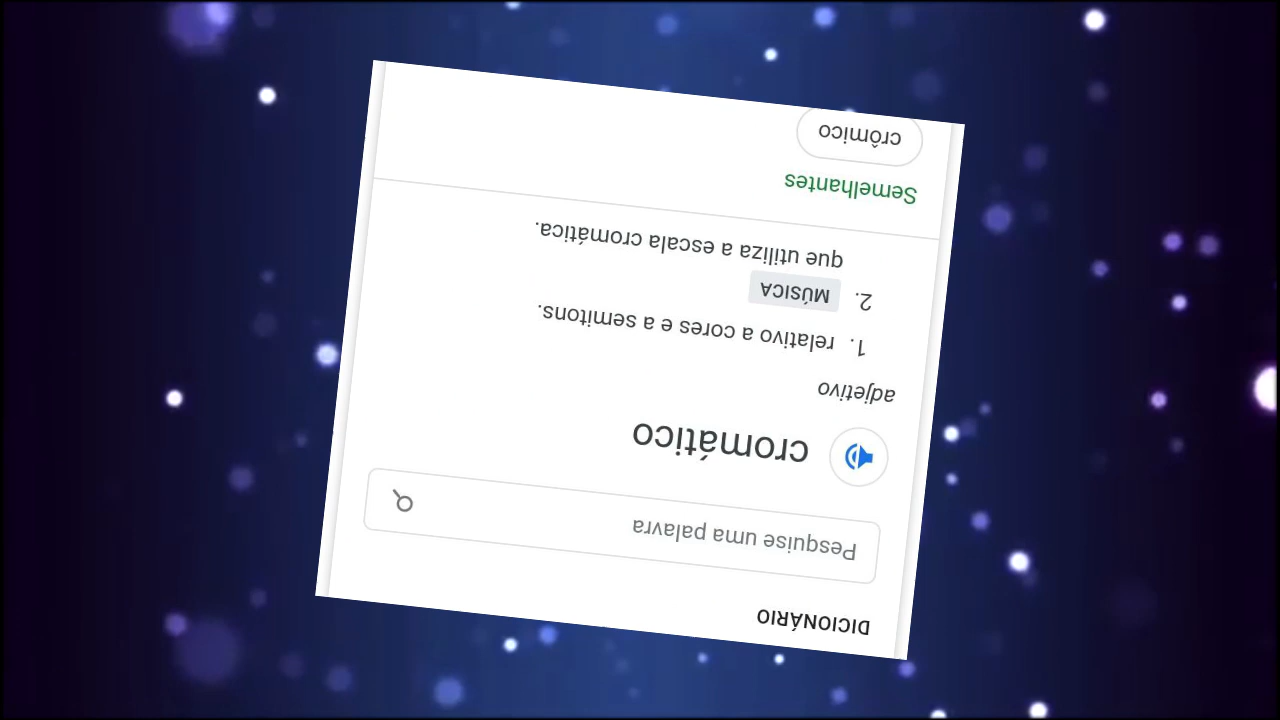 DICIONÁRIO
Pesquise uma palavra
cromático
adjetivo
1. relativo a cores e a semitons.
2. MÚSICA
que utiliza a escala cromática.
Semelhantes
crômico